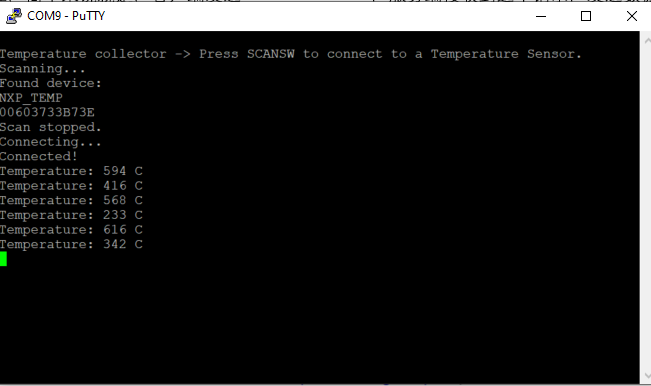 COM9 - PuTTY
Temperature collector -> Press SCANSW to connect to a Temperature Sensor.
Scanning...
Found device:
NXP_TEMP
00603733B73E
Scan stopped.
Connecting...
Connected!
Temperature: 594 C
Temperature: 416 C
Temperature: 568 C
Temperature: 233 C
Temperature: 616 C
Temperature: 342 C